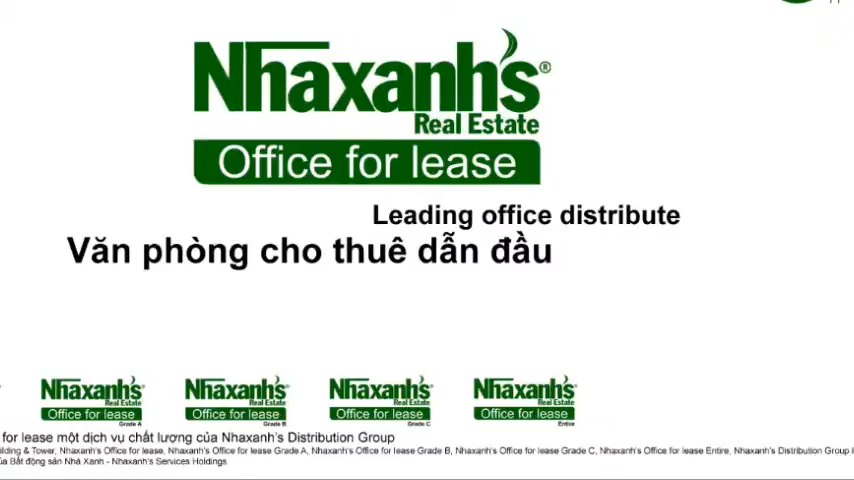 Nhaxanh's®
Real Estate
Office for lease
Leading office distribute
Văn phòng cho thuê dẫn đầu
Nhaxanh's® Nhaxanh's® Nhaxanh's® Nhaxanh's®
Real Estate Real Estate Real Estate Real Estate
Office for lease Office for lease Office for lease Office for lease
Grade A Grade B Grade C Entire
for lease một dịch vụ chất lượng của Nhaxanh's Distribution Group
ilding & Tower, Nhaxanh's Office for lease, Nhaxanh's Office for lease Grade A, Nhaxanh's Office for lease Grade B, Nhaxanh's Office for lease Grade C, Nhaxanh's Office for lease Entire, Nhaxanh's Distribution Group
ủa Bất động sản Nhà Xanh - Nhaxanh's Services Holdings